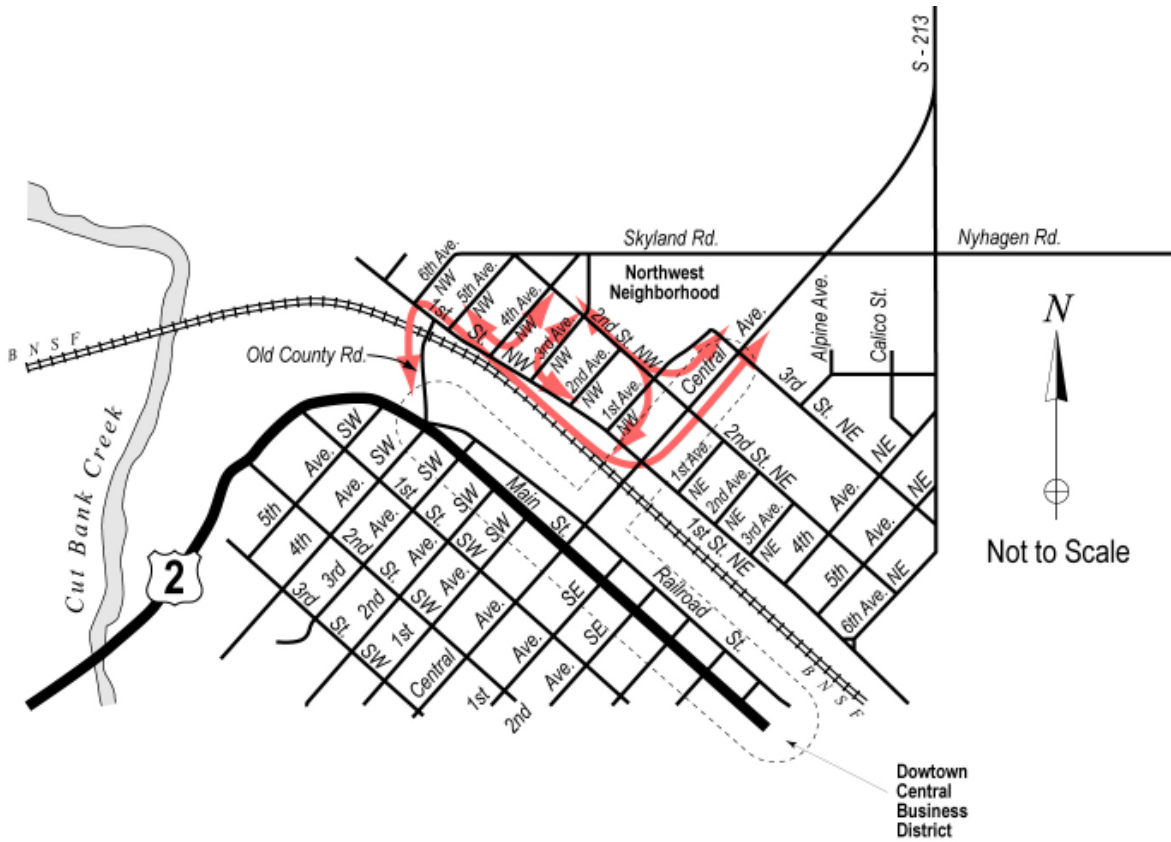 S - 213
Skyland Rd.
Nyhagen Rd.
6th Ave.
NW
5th Ave.
NW
4th Ave.
NW
3rd Ave.
NW
2nd Ave.
NW
1st Ave.
NW
1st
St.
NW
2nd St. NW
Northwest
Neighborhood
Central
Ave.
Alpine Ave.
Calico St.
N
Not to Scale
B N S F
Old County Rd.
Cut Bank Creek
2
3rd
St. NE
2nd St. NE
1st St. NE
1st Ave.
NE
2nd Ave.
NE
3rd Ave.
NE
4th
Ave.
NE
5th
Ave.
NE
6th Ave.
NE
Main
St.
Railroad
St.
B N S F
5th
Ave.
SW
4th
Ave.
SW
3rd
Ave.
SW
2nd
Ave.
SW
1st
Ave.
SW
1st
St.
SW
2nd
St.
SW
3rd
St.
SW
Central
Ave.
1st
Ave.
SE
2nd
Ave.
SE
Dowtown
Central
Business
District